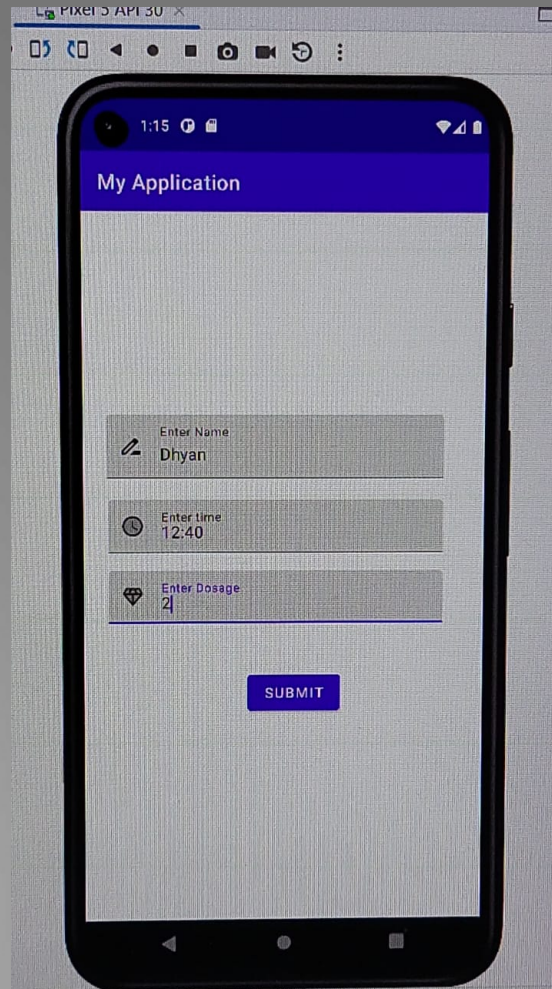 Pixel 5 API 30
1:15
My Application
Enter Name
Dhyan
Enter time
12:40
Enter Dosage
2
SUBMIT